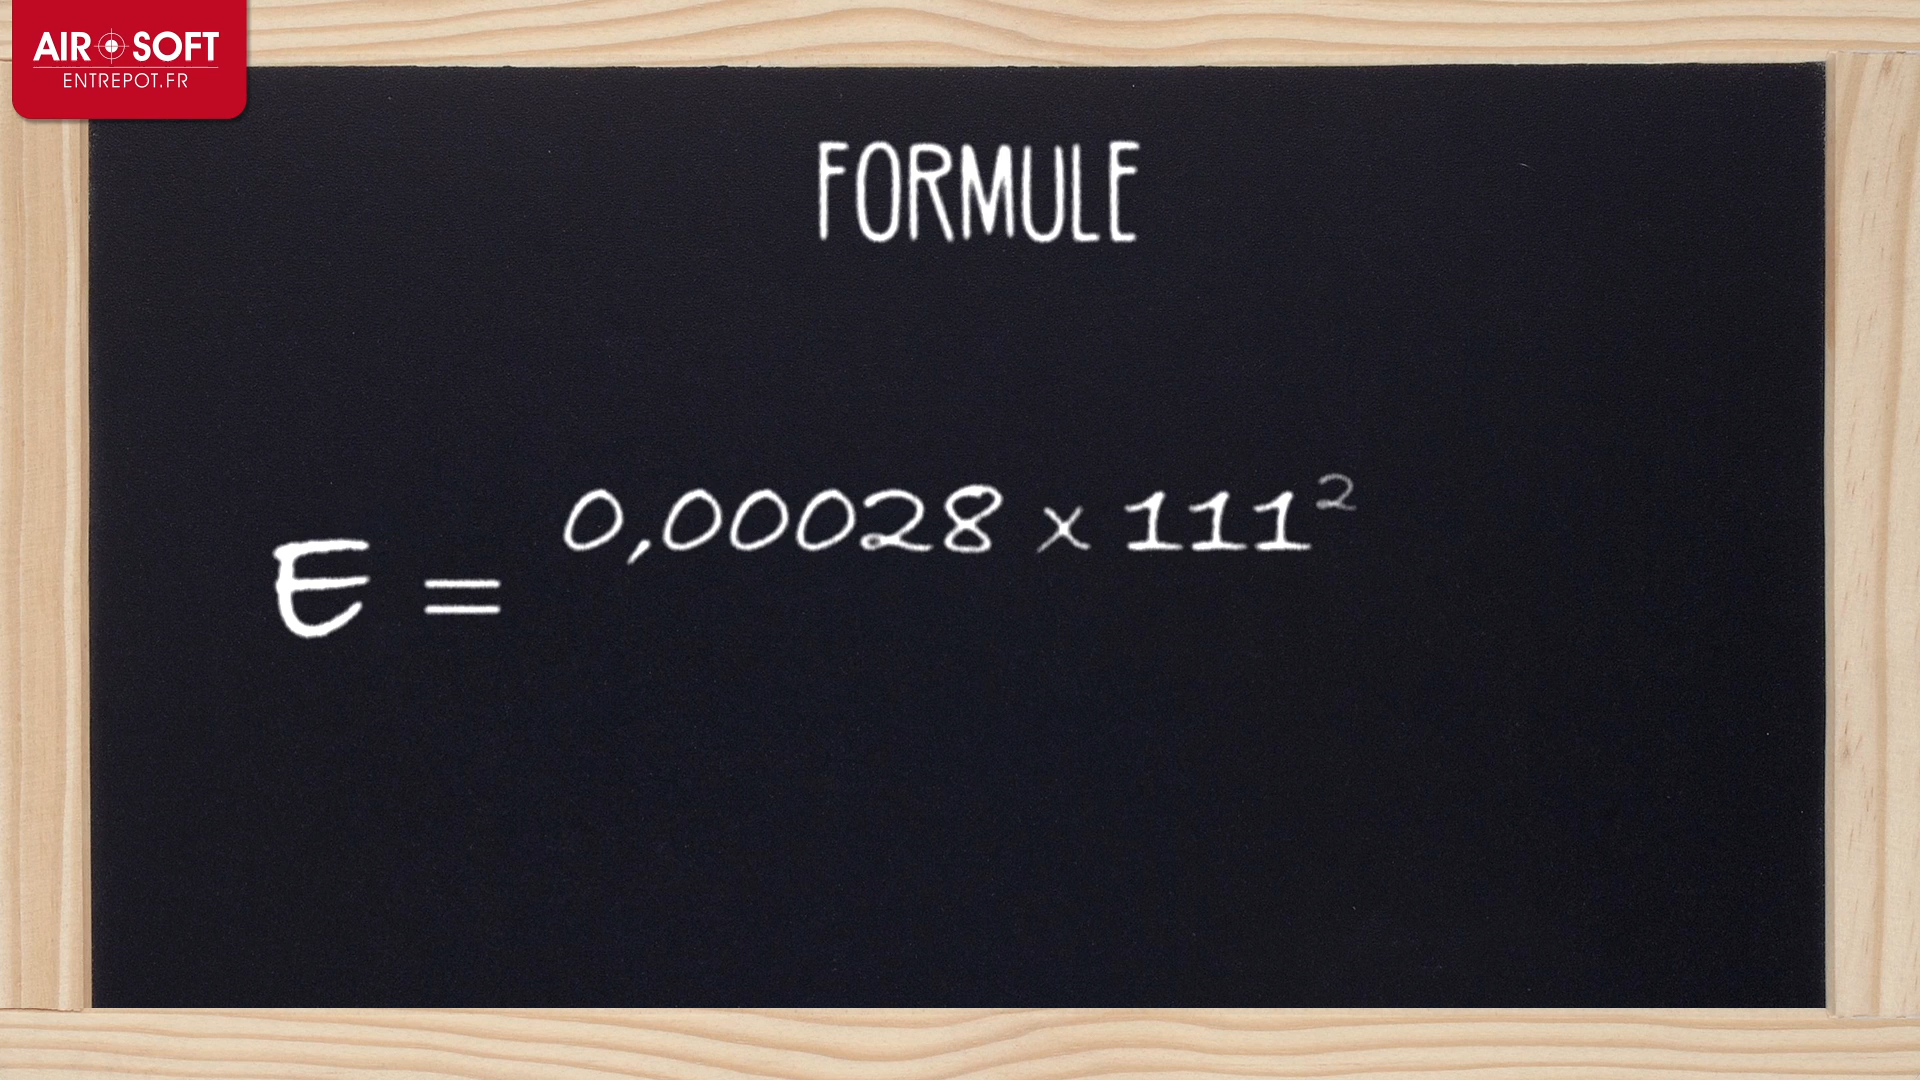 AIR SOFT
ENTREPOT.FR
FORMULE
E = 0,00028 x 111²